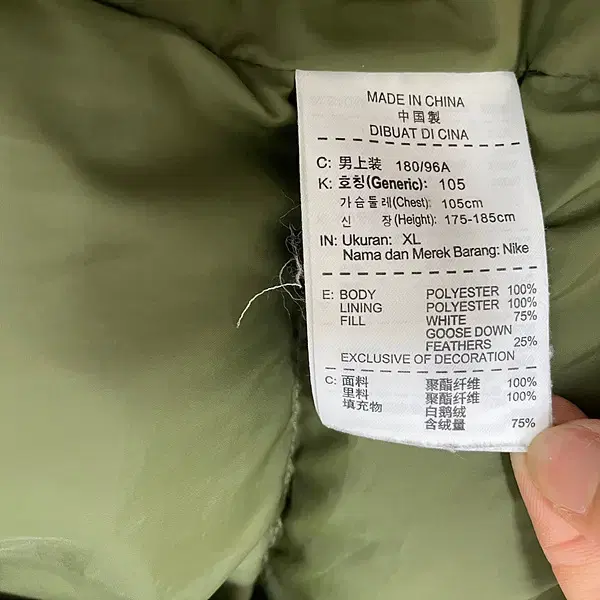 MADE IN CHINA
中国製
DIBUAT DI CINA
C: 男上装 180/96A
K: 호칭(Generic): 105
가슴둘레(Chest): 105cm
신 장(Height): 175-185cm
IN: Ukuran: XL
Nama dan Merek Barang: Nike
E: BODY POLYESTER 100%
LINING POLYESTER 100%
FILL WHITE 75%
GOOSE DOWN
FEATHERS 25%
EXCLUSIVE OF DECORATION
C: 面料 聚酯纤维 100%
里料 聚酯纤维 100%
填充物 白鹅绒
含绒量 75%